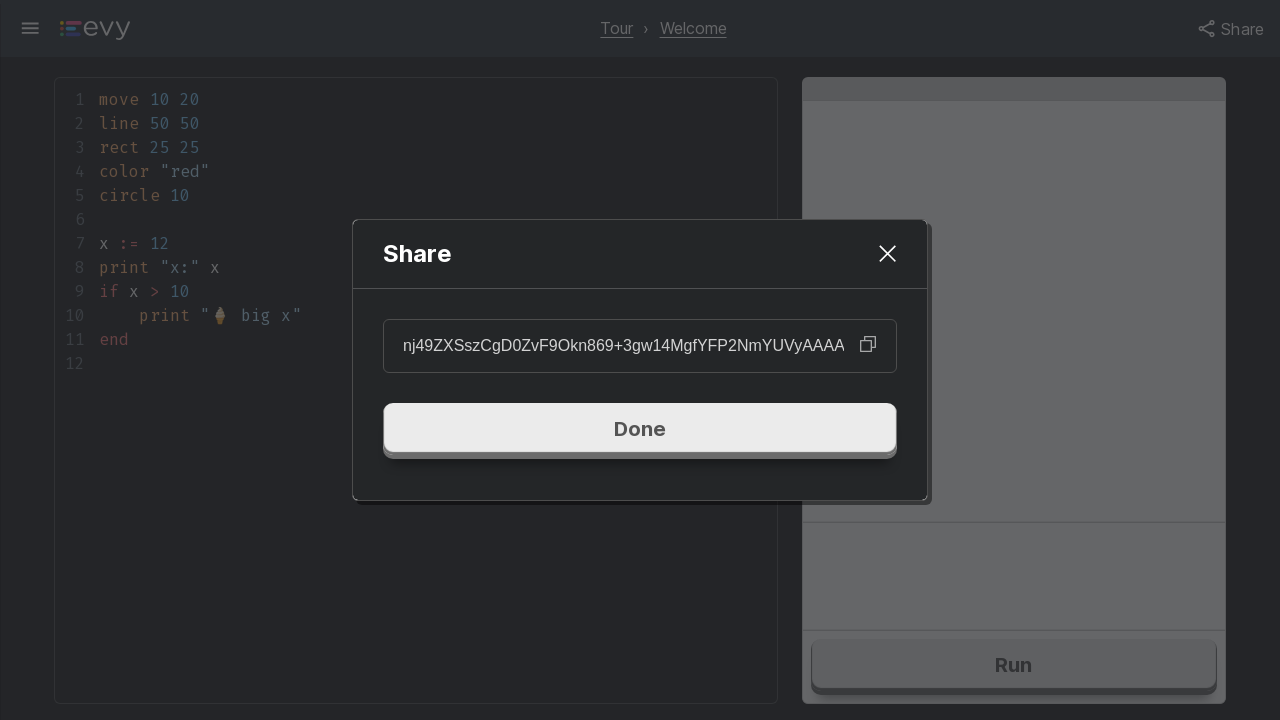 evy
Tour › Welcome
Share
1 move 10 20
2 line 50 50
3 rect 25 25
4 color "red"
5 circle 10
6
7 x := 12
8 print "x:" x
9 if x > 10
10 print "🍦 big x"
11 end
12
Share
nj49ZXSszCgD0ZvF9Okn869+3gw14MgfYFP2NmYUVyAAAA
Done
Run